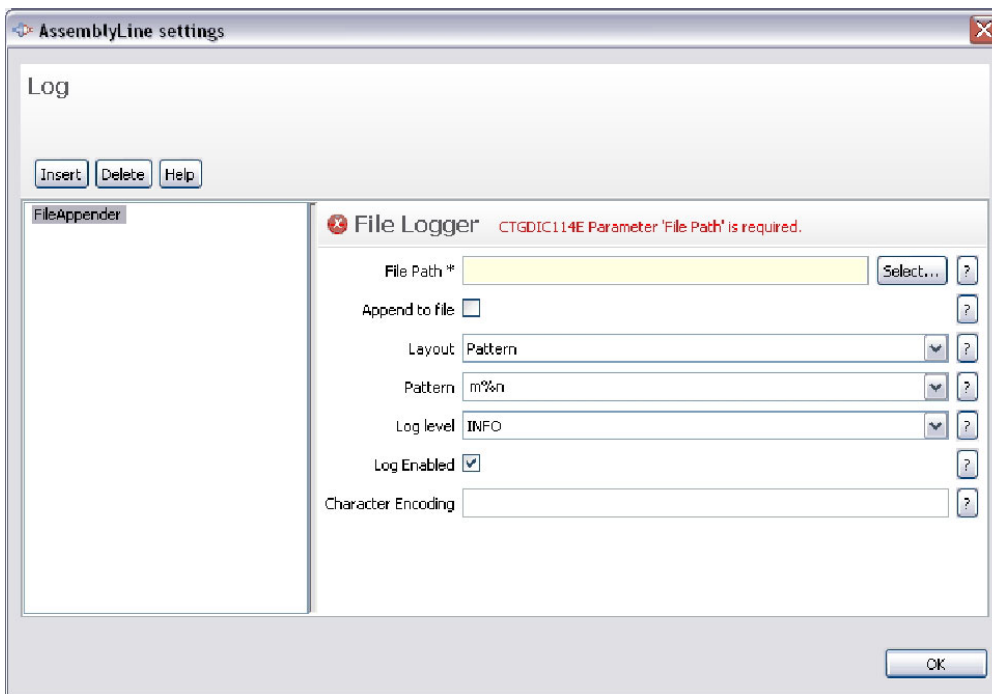 AssemblyLine settings
Log
Insert Delete Help
FileAppender
File Logger CTGDIC114E Parameter 'File Path' is required.
File Path * Select... ?
Append to file ?
Layout Pattern ?
Pattern m%n ?
Log level INFO ?
Log Enabled ?
Character Encoding ?
OK